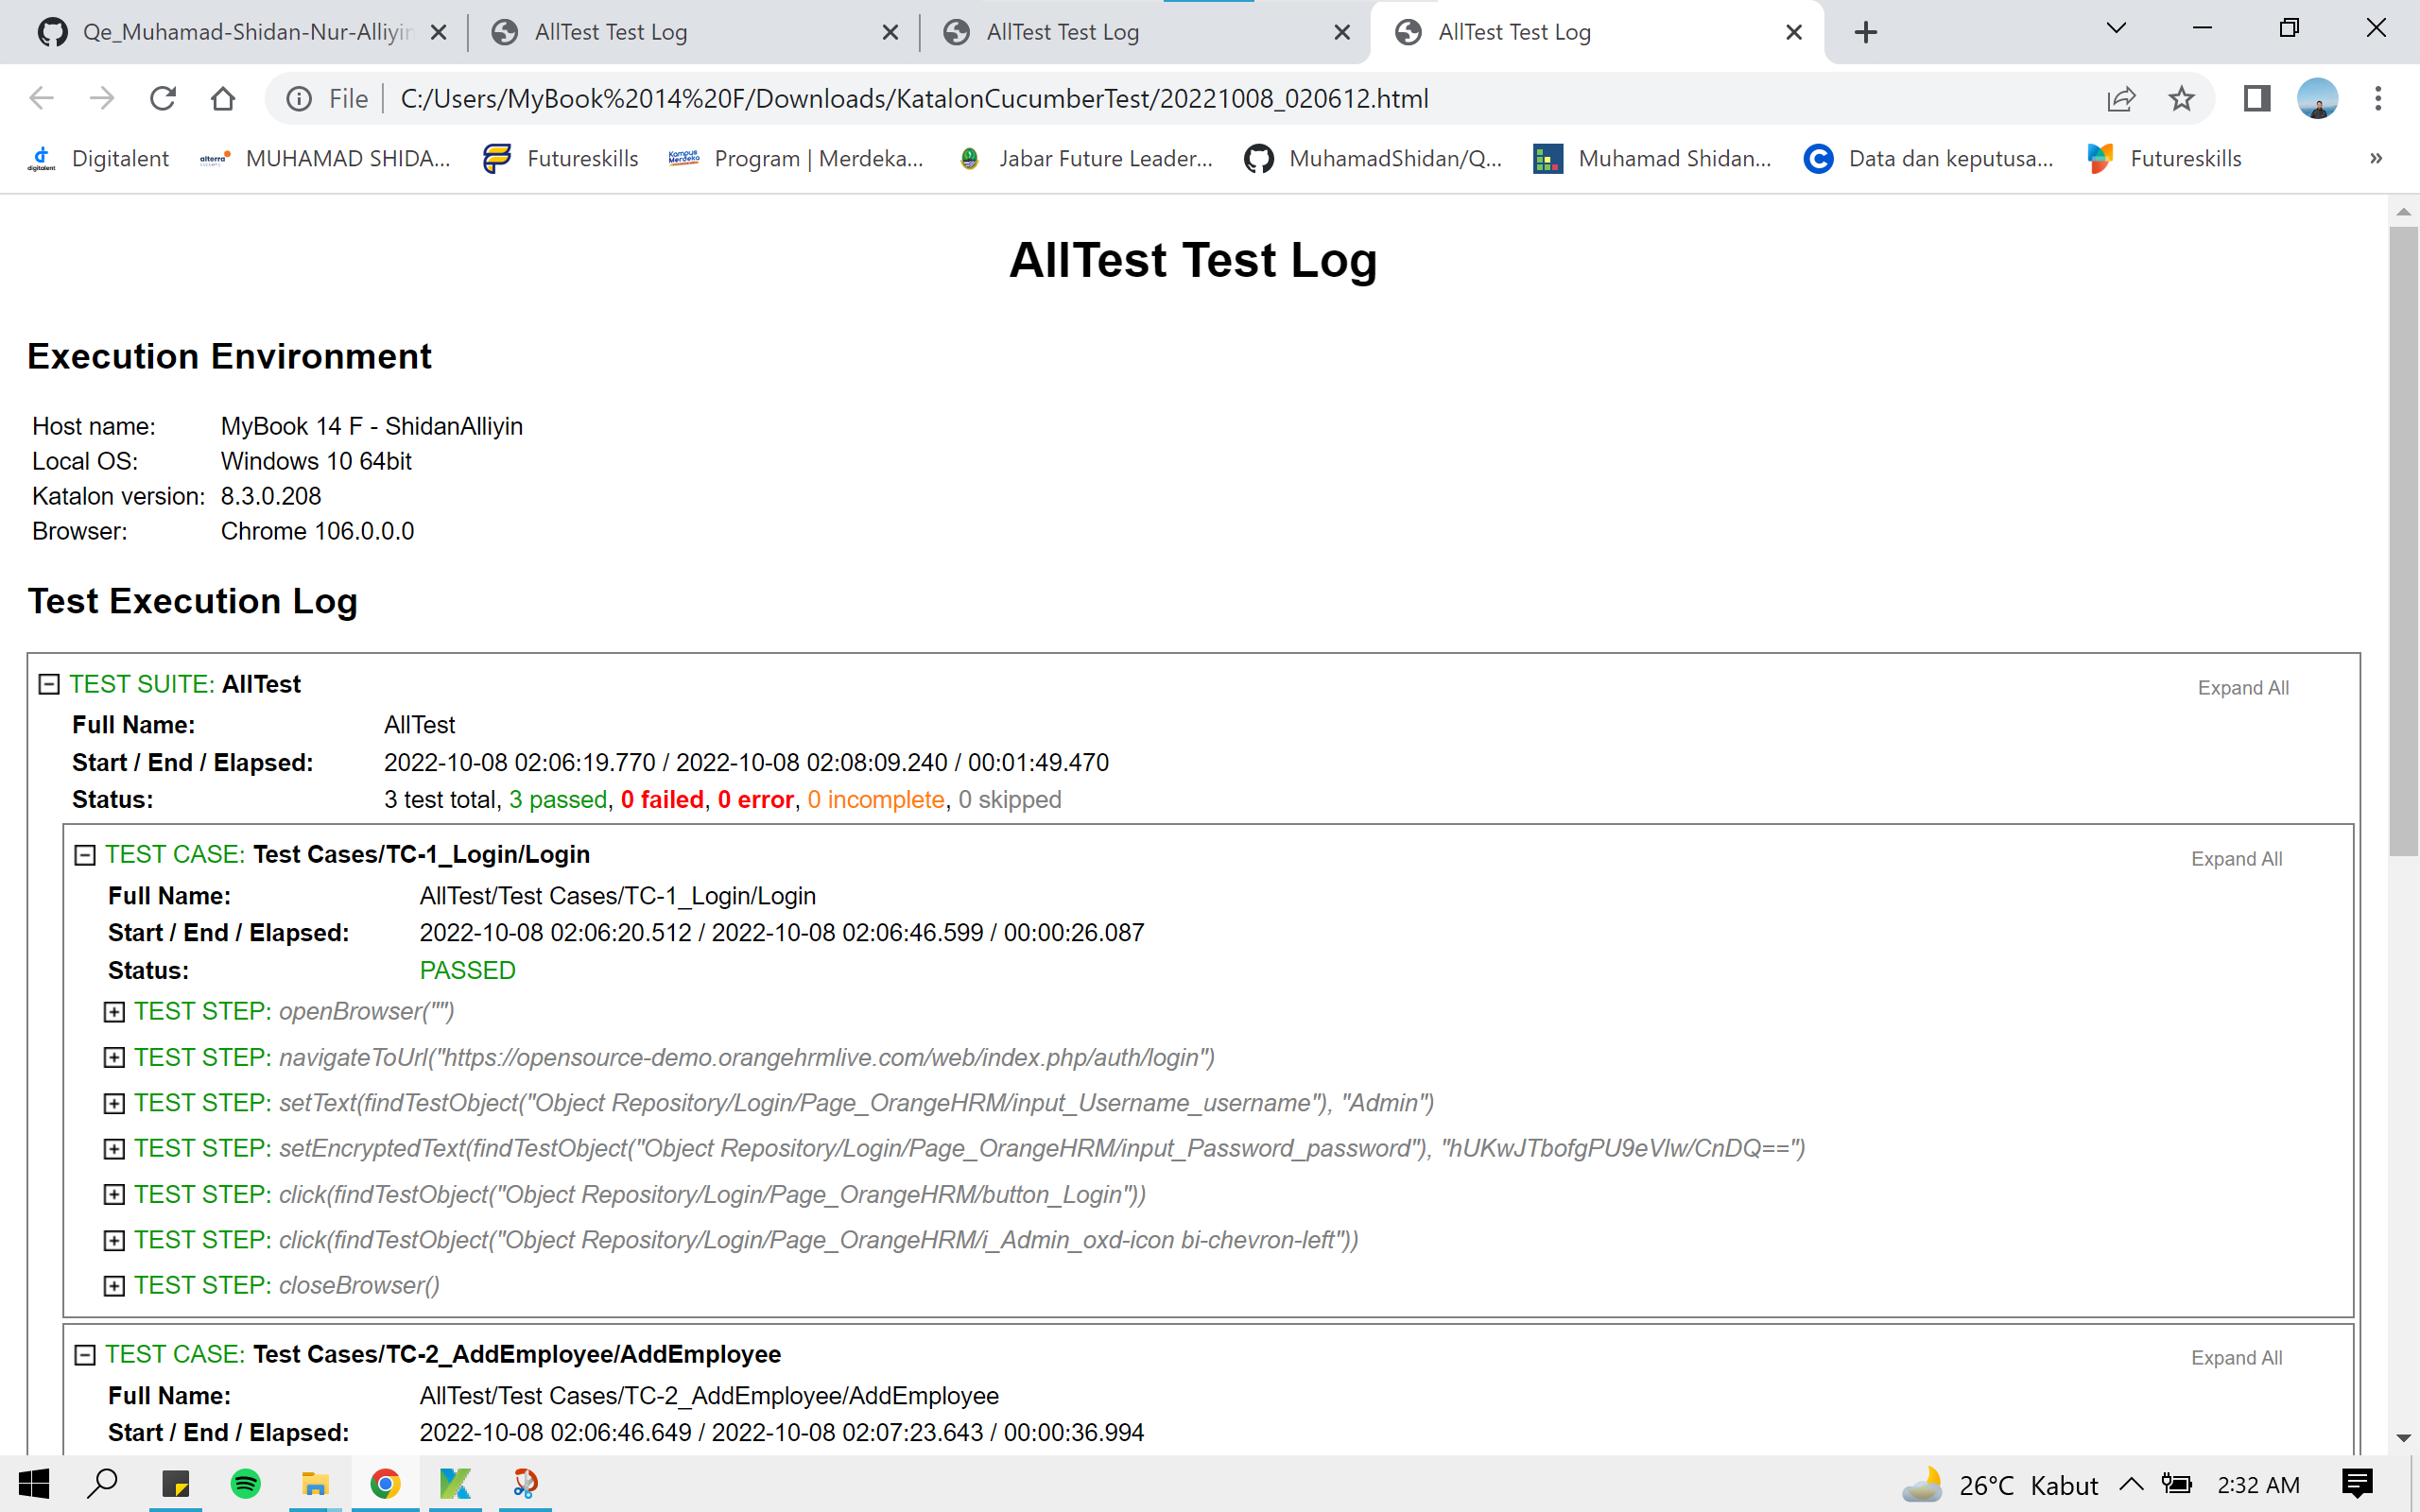 Qe_Muhamad-Shidan-Nur-Alliyin
AllTest Test Log
AllTest Test Log
AllTest Test Log
File
C:/Users/MyBook%2014%20F/Downloads/KatalonCucumberTest/20221008_020612.html
Digitalent
MUHAMAD SHIDA...
Futureskills
Program | Merdeka...
Jabar Future Leader...
MuhamadShidan/Q...
Muhamad Shidan...
Data dan keputusa...
Futureskills
»
AllTest Test Log
Execution Environment
Host name: MyBook 14 F - ShidanAlliyin
Local OS: Windows 10 64bit
Katalon version: 8.3.0.208
Browser: Chrome 106.0.0.0
Test Execution Log
TEST SUITE: AllTest Expand All
Full Name: AllTest
Start / End / Elapsed: 2022-10-08 02:06:19.770 / 2022-10-08 02:08:09.240 / 00:01:49.470
Status: 3 test total, 3 passed, 0 failed, 0 error, 0 incomplete, 0 skipped
TEST CASE: Test Cases/TC-1_Login/Login Expand All
Full Name: AllTest/Test Cases/TC-1_Login/Login
Start / End / Elapsed: 2022-10-08 02:06:20.512 / 2022-10-08 02:06:46.599 / 00:00:26.087
Status: PASSED
TEST STEP: openBrowser("")
TEST STEP: navigateToUrl("https://opensource-demo.orangehrmlive.com/web/index.php/auth/login")
TEST STEP: setText(findTestObject("Object Repository/Login/Page_OrangeHRM/input_Username_username"), "Admin")
TEST STEP: setEncryptedText(findTestObject("Object Repository/Login/Page_OrangeHRM/input_Password_password"), "hUKwJTbofgPU9eVlw/CnDQ==")
TEST STEP: click(findTestObject("Object Repository/Login/Page_OrangeHRM/button_Login"))
TEST STEP: click(findTestObject("Object Repository/Login/Page_OrangeHRM/i_Admin_oxd-icon bi-chevron-left"))
TEST STEP: closeBrowser()
TEST CASE: Test Cases/TC-2_AddEmployee/AddEmployee Expand All
Full Name: AllTest/Test Cases/TC-2_AddEmployee/AddEmployee
Start / End / Elapsed: 2022-10-08 02:06:46.649 / 2022-10-08 02:07:23.643 / 00:00:36.994
26°C Kabut
2:32 AM